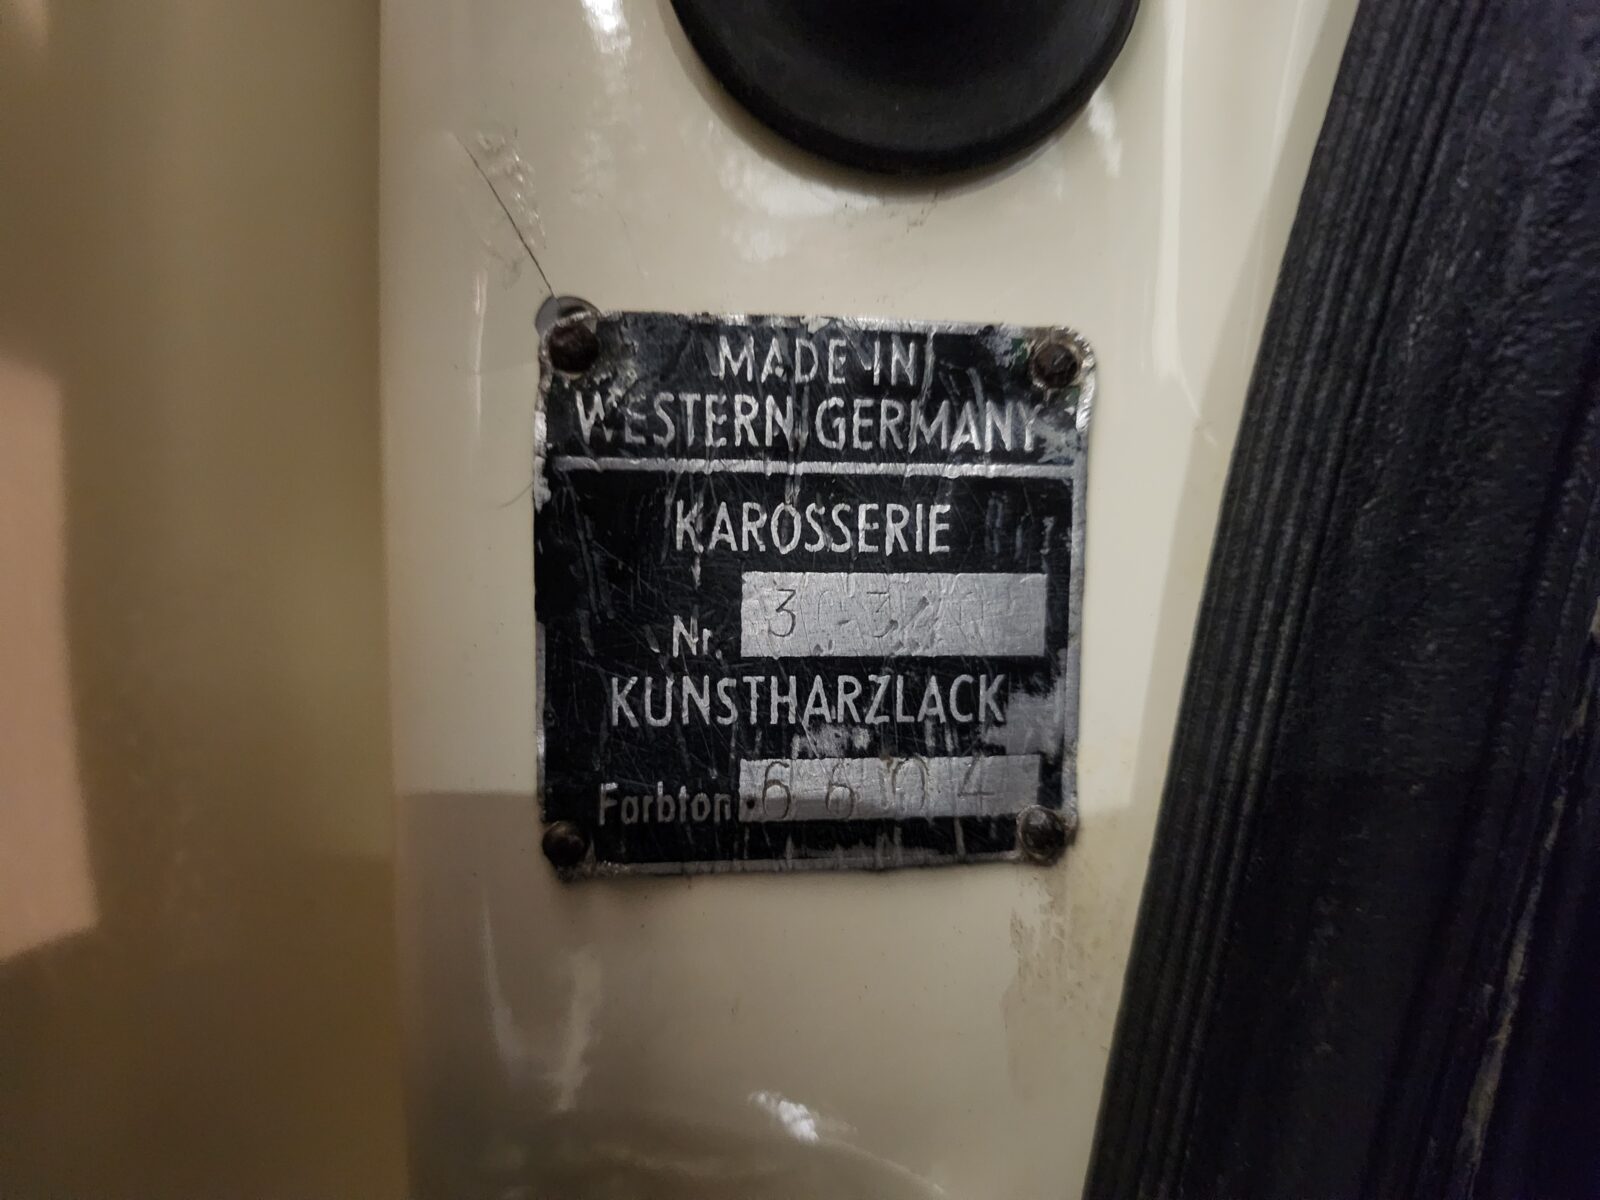 MADE IN
WESTERN GERMANY
KAROSSERIE
Nr.
KUNSTHARZLACK
Farbton 6604